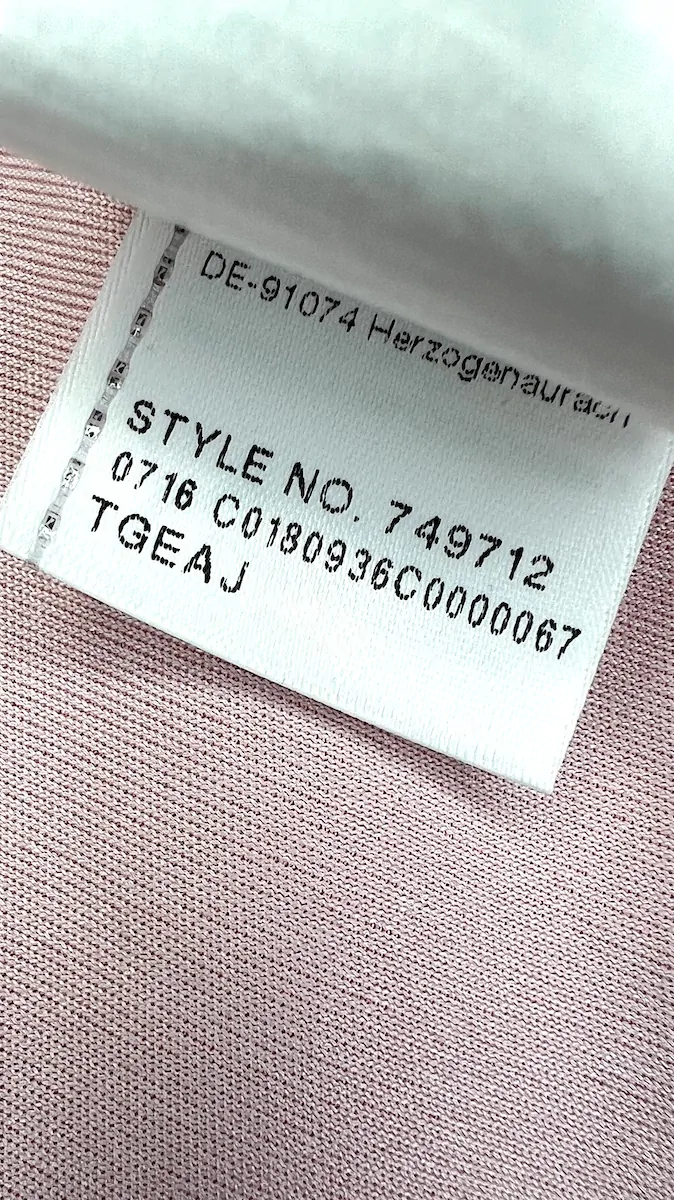 DE-91074 Herzogenaurach
STYLE NO. 749712
0716 C0180936C0000067
TGEAJ